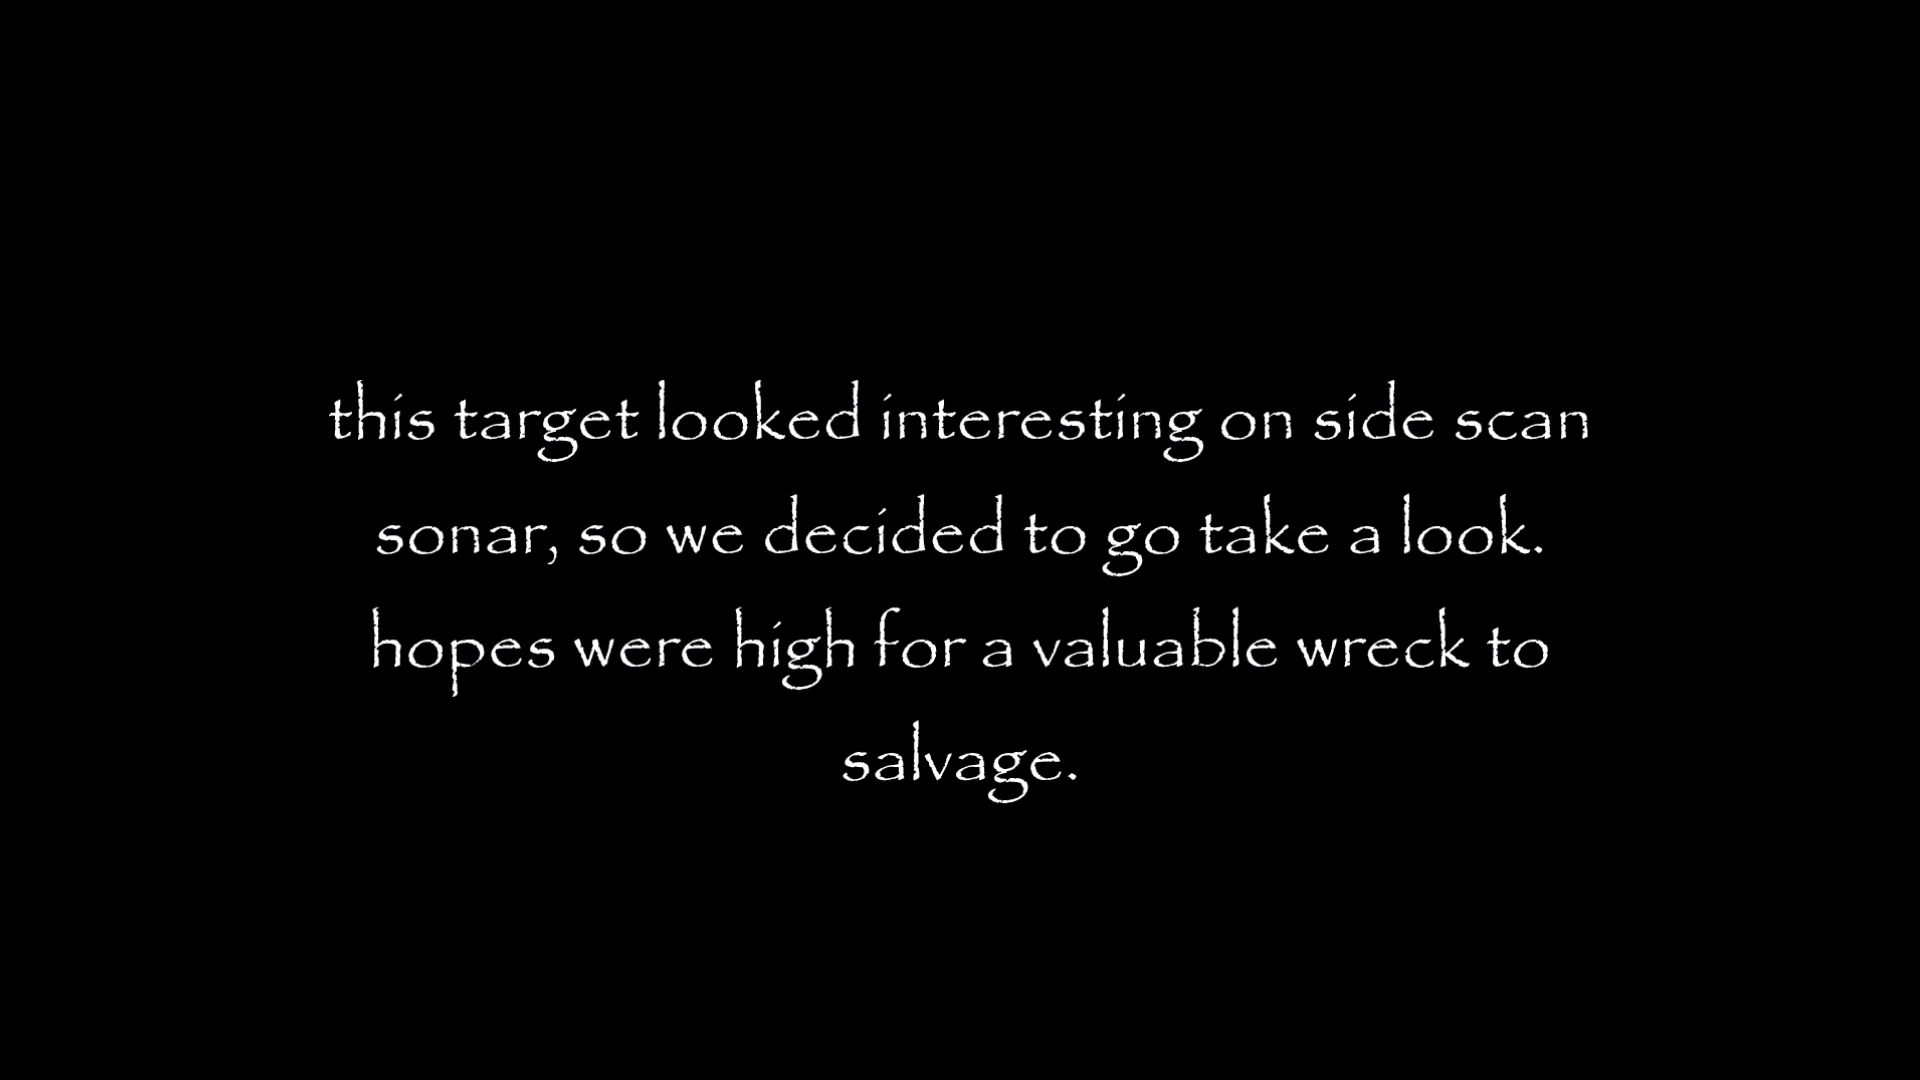 this target looked interesting on side scan
sonar, so we decided to go take a look.
hopes were high for a valuable wreck to
salvage.